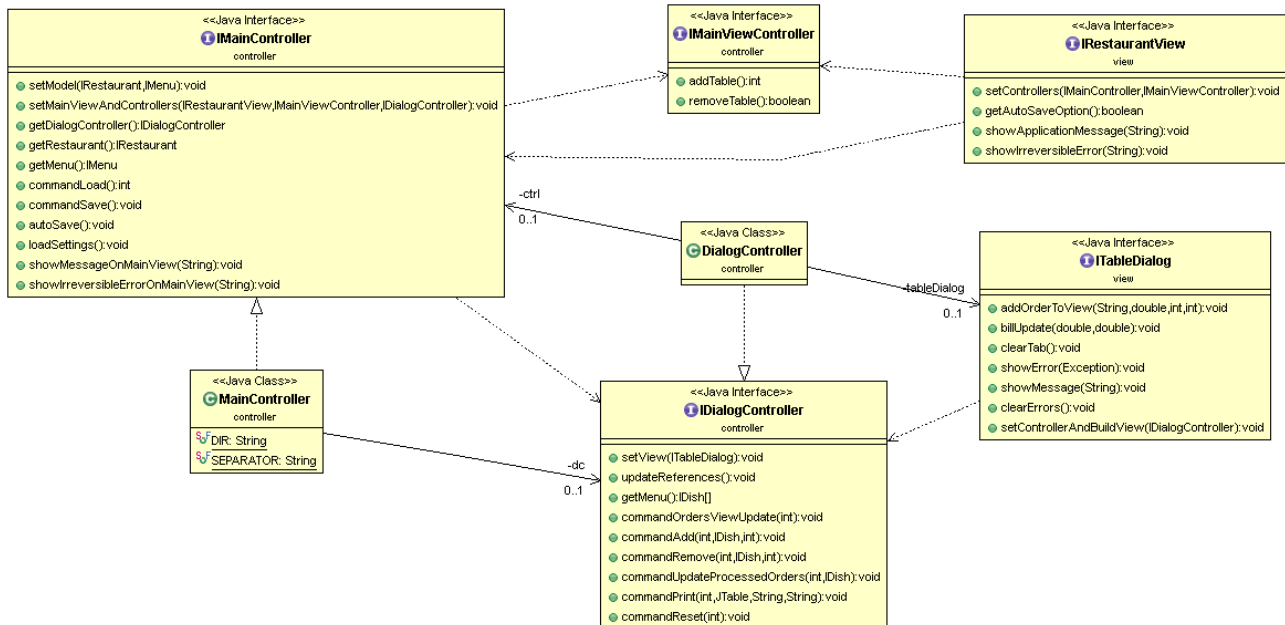 <<Java Interface>>
IMainController
controller
setModel(IRestaurant,IMenu):void
setMainViewAndControllers(IRestaurantView,IMainViewController,IDialogController):void
getDialogController():IDialogController
getRestaurant():IRestaurant
getMenu():IMenu
commandLoad():int
commandSave():void
autoSave():void
loadSettings():void
showMessageOnMainView(String):void
showIrreversibleErrorOnMainView(String):void
<<Java Interface>>
IMainViewController
controller
addTable():int
removeTable():boolean
<<Java Interface>>
IRestaurantView
view
setControllers(IMainController,IMainViewController):void
getAutoSaveOption():boolean
showApplicationMessage(String):void
showIrreversibleError(String):void
-ctrl
0..1
<<Java Class>>
DialogController
controller
-tableDialog
0..1
<<Java Interface>>
ITableDialog
view
addOrderToView(String,double,int,int):void
billUpdate(double,double):void
clearTab():void
showError(Exception):void
showMessage(String):void
clearErrors():void
setControllerAndBuildView(IDialogController):void
<<Java Class>>
MainController
controller
DIR: String
SEPARATOR: String
-dc
0..1
<<Java Interface>>
IDialogController
controller
setView(ITableDialog):void
updateReferences():void
getMenu():IDish[]
commandOrdersViewUpdate(int):void
commandAdd(int,IDish,int):void
commandRemove(int,IDish,int):void
commandUpdateProcessedOrders(int,IDish):void
commandPrint(int,JTable,String,String):void
commandReset(int):void